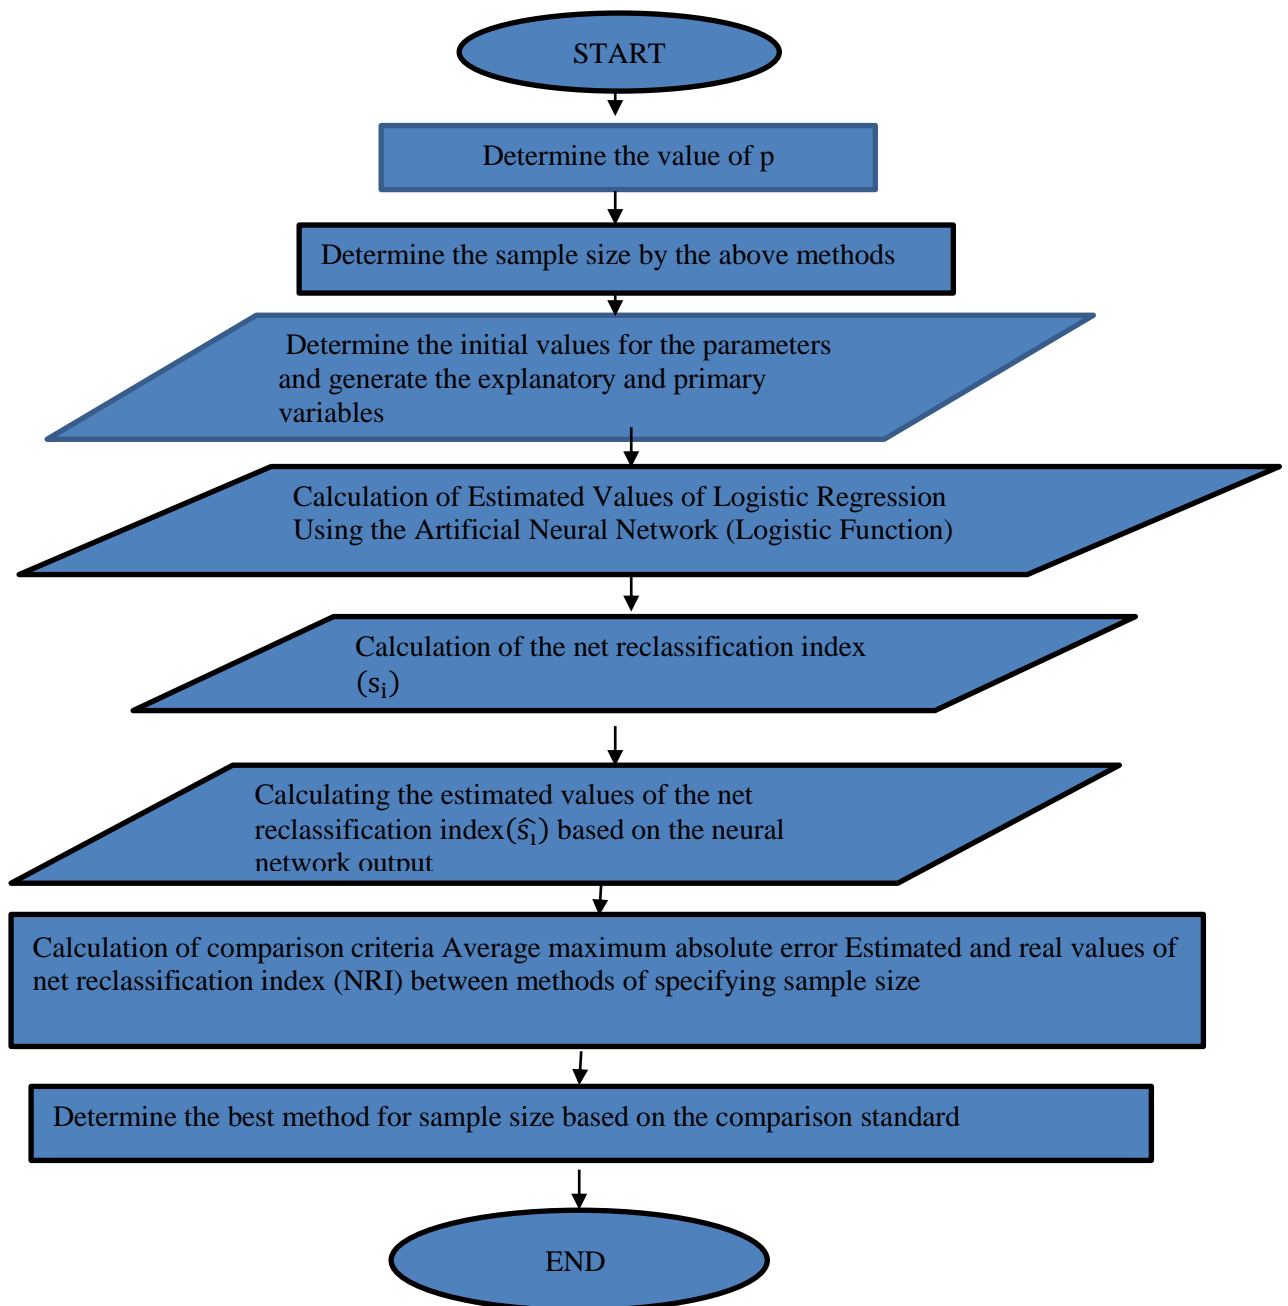 START
Determine the value of p
Determine the sample size by the above methods
Determine the initial values for the parameters
and generate the explanatory and primary
variables
Calculation of Estimated Values of Logistic Regression
Using the Artificial Neural Network (Logistic Function)
Calculation of the net reclassification index
(sᵢ)
Calculating the estimated values of the net
reclassification index(ŝᵢ) based on the neural
network output
Calculation of comparison criteria Average maximum absolute error Estimated and real values of
net reclassification index (NRI) between methods of specifying sample size
Determine the best method for sample size based on the comparison standard
END